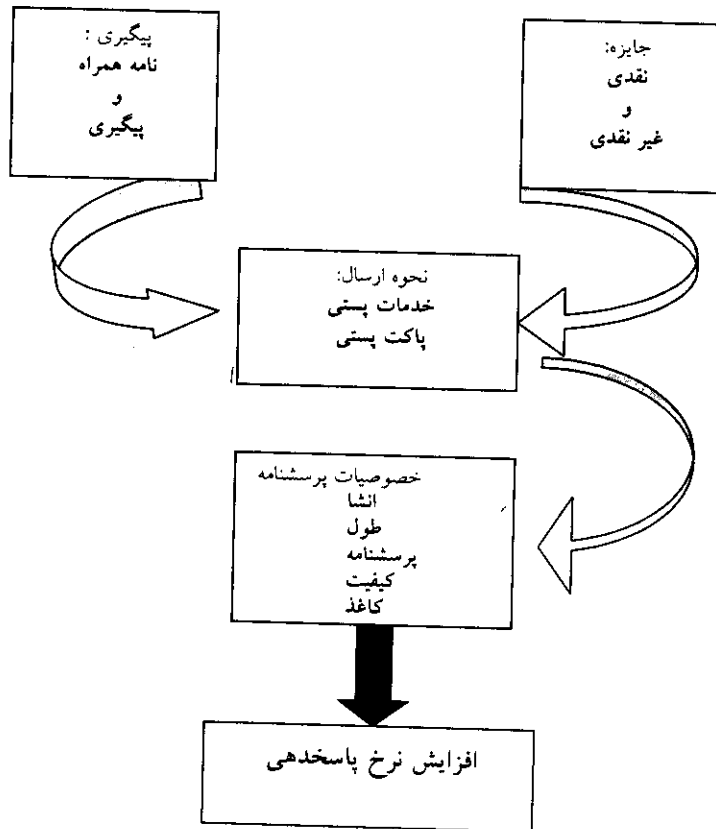 جایزه:
نقدی
و
غیر نقدی
پیگیری :
نامه همراه
و
پیگیری
نحوه ارسال:
خدمات پستی
پاکت پستی
خصوصیات پرسشنامه
انشا
طول
پرسشنامه
کیفیت
کاغذ
افزایش نرخ پاسخدهی